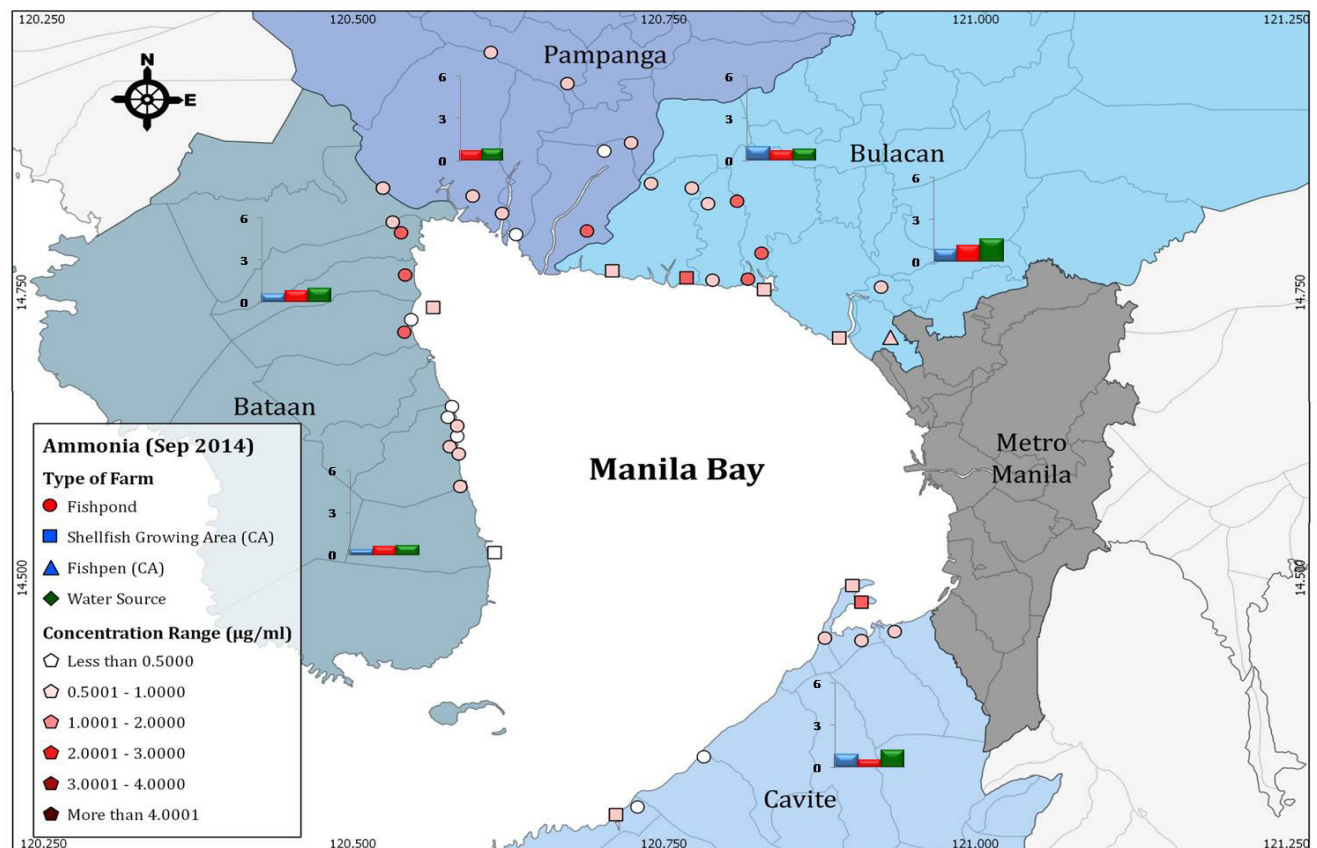 120.250 120.500 120.750 121.000 121.250
N
E
Pampanga
6
3
0
6
3
0
Bulacan
6
3
0
6
3
0
14.750
14.750
Bataan
Metro
Manila
Manila Bay
6
3
0
14.500
14.500
Ammonia (Sep 2014)
Type of Farm
Fishpond
Shellfish Growing Area (CA)
Fishpen (CA)
Water Source
Concentration Range (µg/ml)
Less than 0.5000
0.5001 - 1.0000
1.0001 - 2.0000
2.0001 - 3.0000
3.0001 - 4.0000
More than 4.0001
6
3
0
Cavite
120.250 120.500 120.750 121.000 121.250